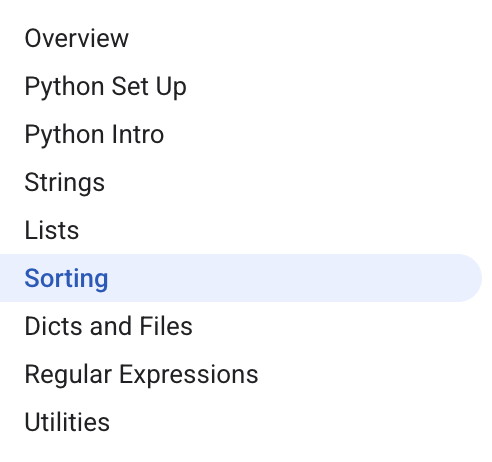 Overview
Python Set Up
Python Intro
Strings
Lists
Sorting
Dicts and Files
Regular Expressions
Utilities